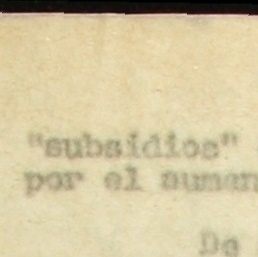 "subsidios"
por el aumen
De